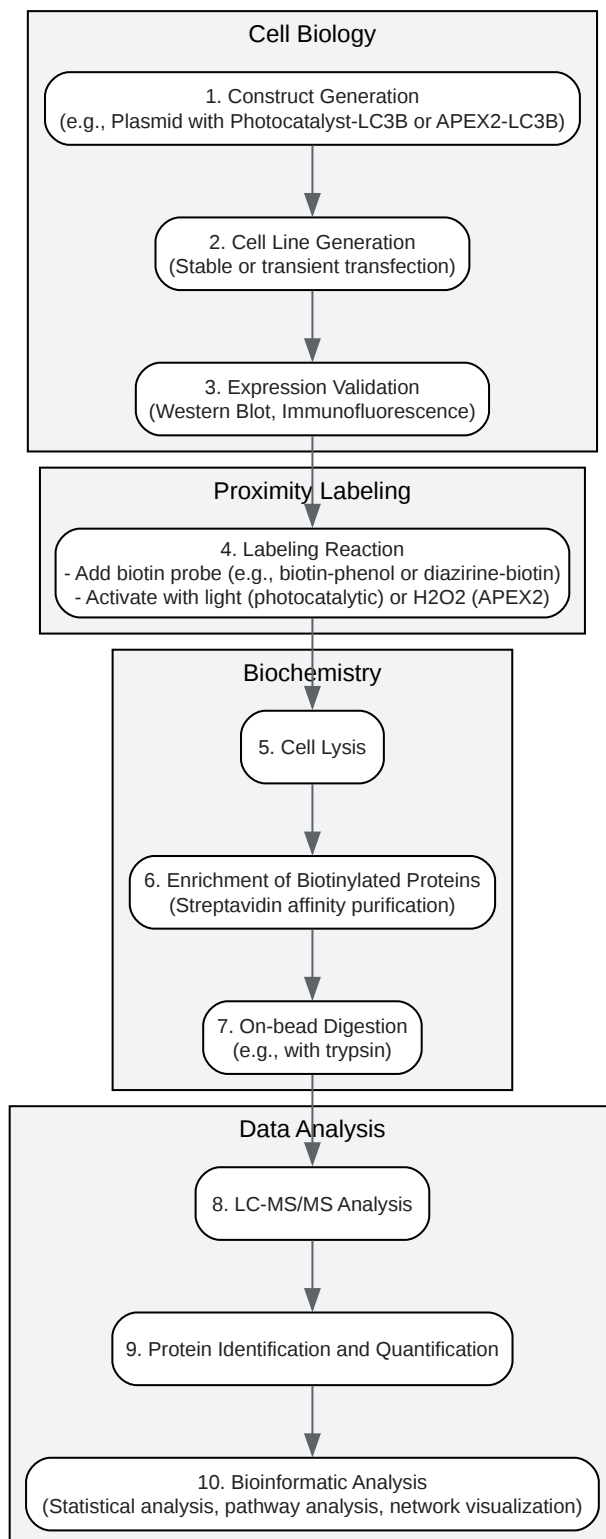 Cell Biology
1. Construct Generation
(e.g., Plasmid with Photocatalyst-LC3B or APEX2-LC3B)
2. Cell Line Generation
(Stable or transient transfection)
3. Expression Validation
(Western Blot, Immunofluorescence)
Proximity Labeling
4. Labeling Reaction
- Add biotin probe (e.g., biotin-phenol or diazirine-biotin)
- Activate with light (photocatalytic) or H2O2 (APEX2)
Biochemistry
5. Cell Lysis
6. Enrichment of Biotinylated Proteins
(Streptavidin affinity purification)
7. On-bead Digestion
(e.g., with trypsin)
Data Analysis
8. LC-MS/MS Analysis
9. Protein Identification and Quantification
10. Bioinformatic Analysis
(Statistical analysis, pathway analysis, network visualization)